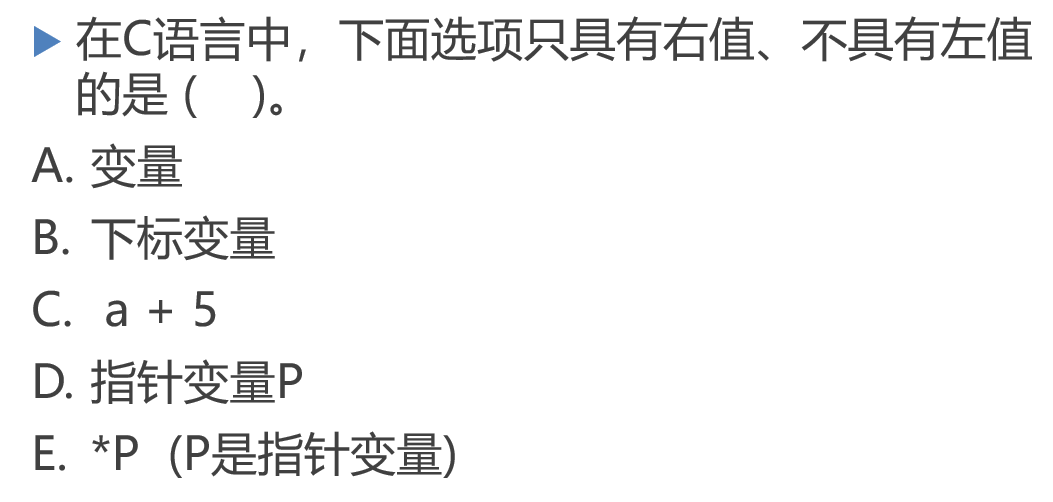 在C语言中，下面选项只具有右值、不具有左值
的是 (    )。
A. 变量
B. 下标变量
C. a + 5
D. 指针变量P
E. *P (P是指针变量)